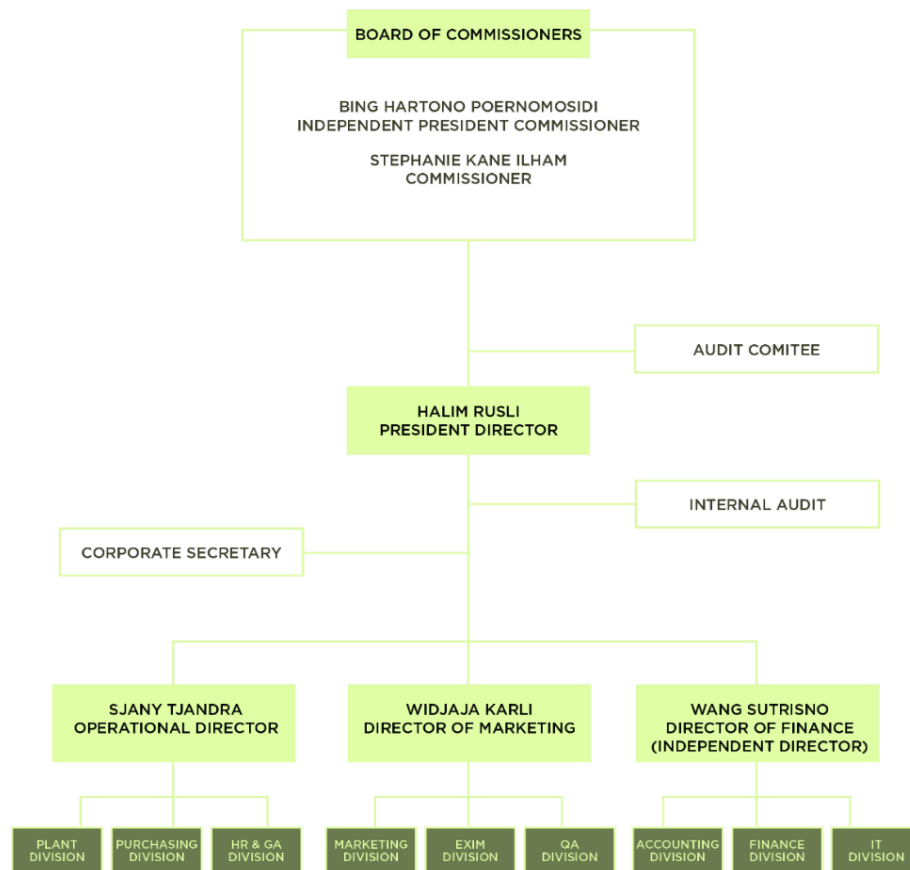 BOARD OF COMMISSIONERS
BING HARTONO POERNOMOSIDI
INDEPENDENT PRESIDENT COMMISSIONER
STEPHANIE KANE ILHAM
COMMISSIONER
AUDIT COMITEE
HALIM RUSLI
PRESIDENT DIRECTOR
INTERNAL AUDIT
CORPORATE SECRETARY
SJANY TJANDRA
OPERATIONAL DIRECTOR
WIDJAJA KARLI
DIRECTOR OF MARKETING
WANG SUTRISNO
DIRECTOR OF FINANCE
(INDEPENDENT DIRECTOR)
PLANT
DIVISION
PURCHASING
DIVISION
HR & GA
DIVISION
MARKETING
DIVISION
EXIM
DIVISION
QA
DIVISION
ACCOUNTING
DIVISION
FINANCE
DIVISION
IT
DIVISION